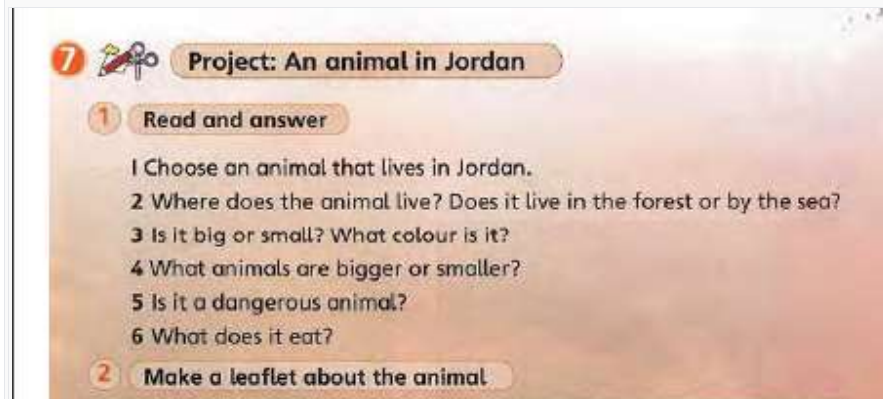 7 Project: An animal in Jordan
1 Read and answer
1 Choose an animal that lives in Jordan.
2 Where does the animal live? Does it live in the forest or by the sea?
3 Is it big or small? What colour is it?
4 What animals are bigger or smaller?
5 Is it a dangerous animal?
6 What does it eat?
2 Make a leaflet about the animal